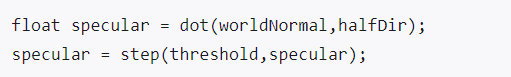 float specular = dot(worldNormal,halfDir);
specular = step(threshold,specular);